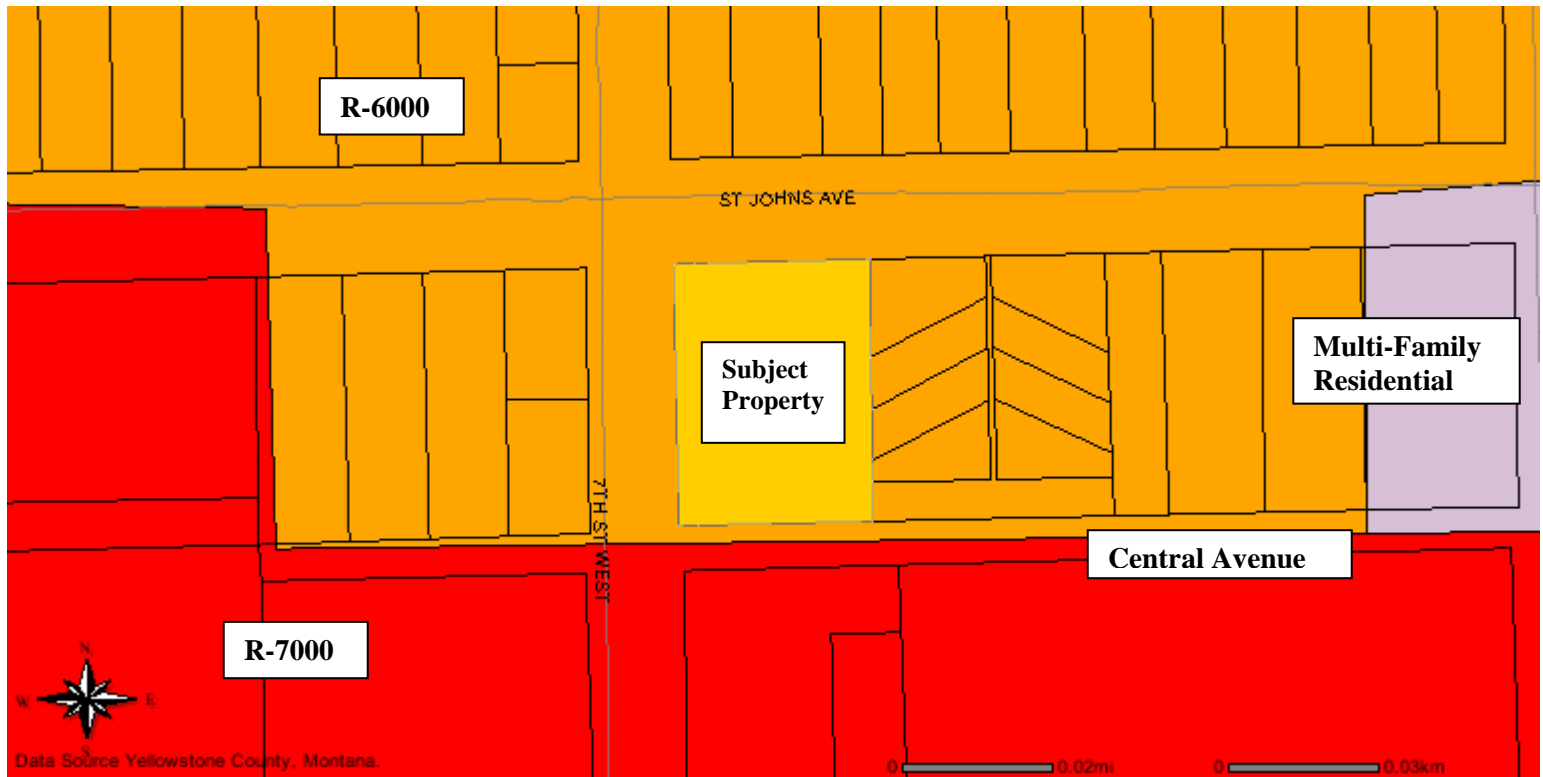 R-6000
ST JOHNS AVE
Subject
Property
Multi-Family
Residential
7TH ST WEST
Central Avenue
R-7000
N
W E
S
Data Source Yellowstone County, Montana.
0 0.02mi 0 0.03km